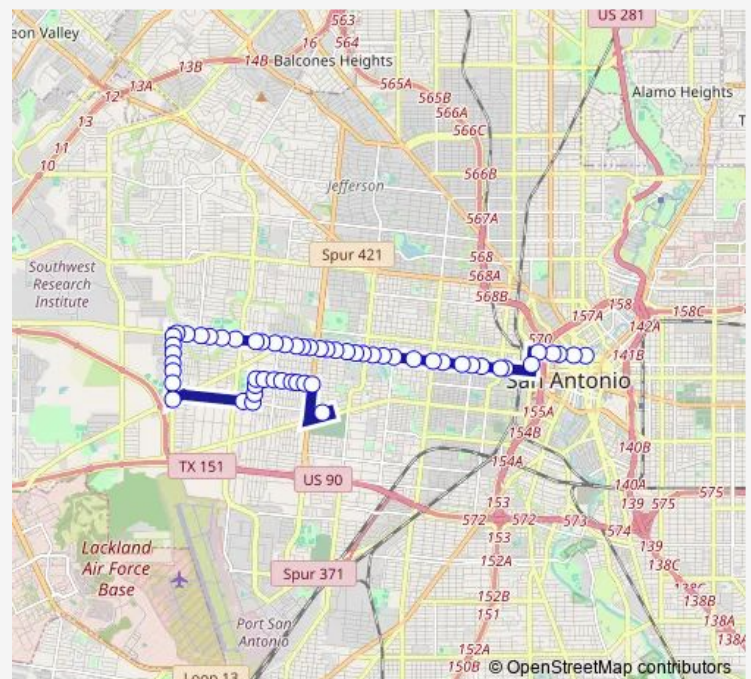 US 281
563
eon Valley
16
564
14B
Balcones Heights
13B
565A
13A
12
565B
Alamo Heights
566A
13
566C
11
10
566B
Jefferson
567A
Spur 421
568
Southwest
Research
Institute
568A
568B
158
158C
157A
570
142A
141B
San Antonio
155A
154B
140B
TX 151
154A
US 90
140A
153
575
139
575
572
572
573
574
153
139
Lackland
Air Force
Base
152A
138C
Spur 371
138C
152B
138B
151
138A
Port San
Antonio
138A
152A
150B
Loop 13
© OpenStreetMap contributors